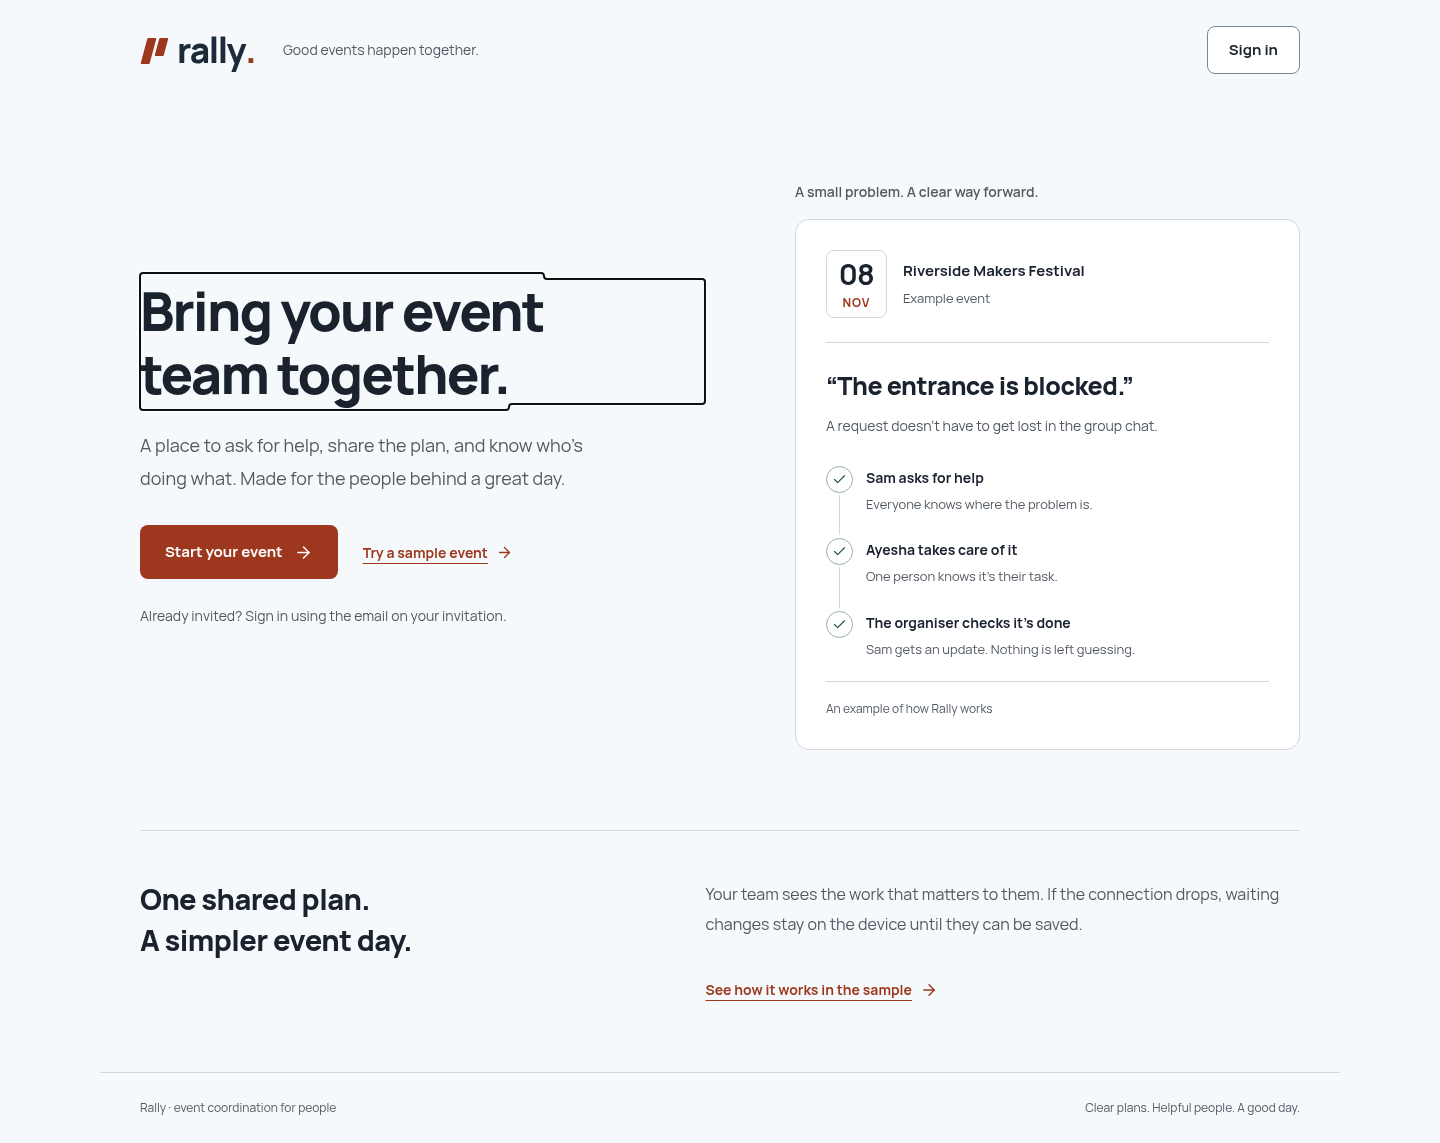 rally.
Good events happen together.
Sign in
Bring your event
team together.
A place to ask for help, share the plan, and know who’s
doing what. Made for the people behind a great day.
Start your event
Try a sample event
Already invited? Sign in using the email on your invitation.
A small problem. A clear way forward.
08
NOV
Riverside Makers Festival
Example event
“The entrance is blocked.”
A request doesn’t have to get lost in the group chat.
Sam asks for help
Everyone knows where the problem is.
Ayesha takes care of it
One person knows it’s their task.
The organiser checks it’s done
Sam gets an update. Nothing is left guessing.
An example of how Rally works
One shared plan.
A simpler event day.
Your team sees the work that matters to them. If the connection drops, waiting
changes stay on the device until they can be saved.
See how it works in the sample
Rally · event coordination for people
Clear plans. Helpful people. A good day.